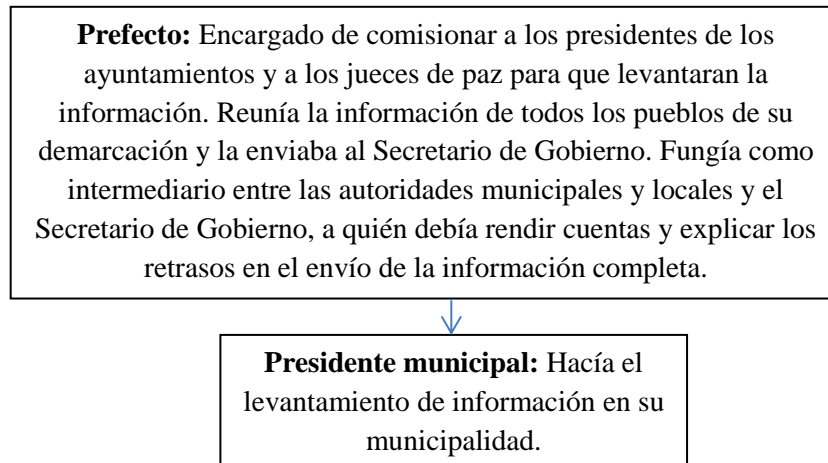 Prefecto: Encargado de comisionar a los presidentes de los
ayuntamientos y a los jueces de paz para que levantaran la
información. Reunía la información de todos los pueblos de su
demarcación y la enviaba al Secretario de Gobierno. Fungía como
intermediario entre las autoridades municipales y locales y el
Secretario de Gobierno, a quién debía rendir cuentas y explicar los
retrasos en el envío de la información completa.
Presidente municipal: Hacía el
levantamiento de información en su
municipalidad.